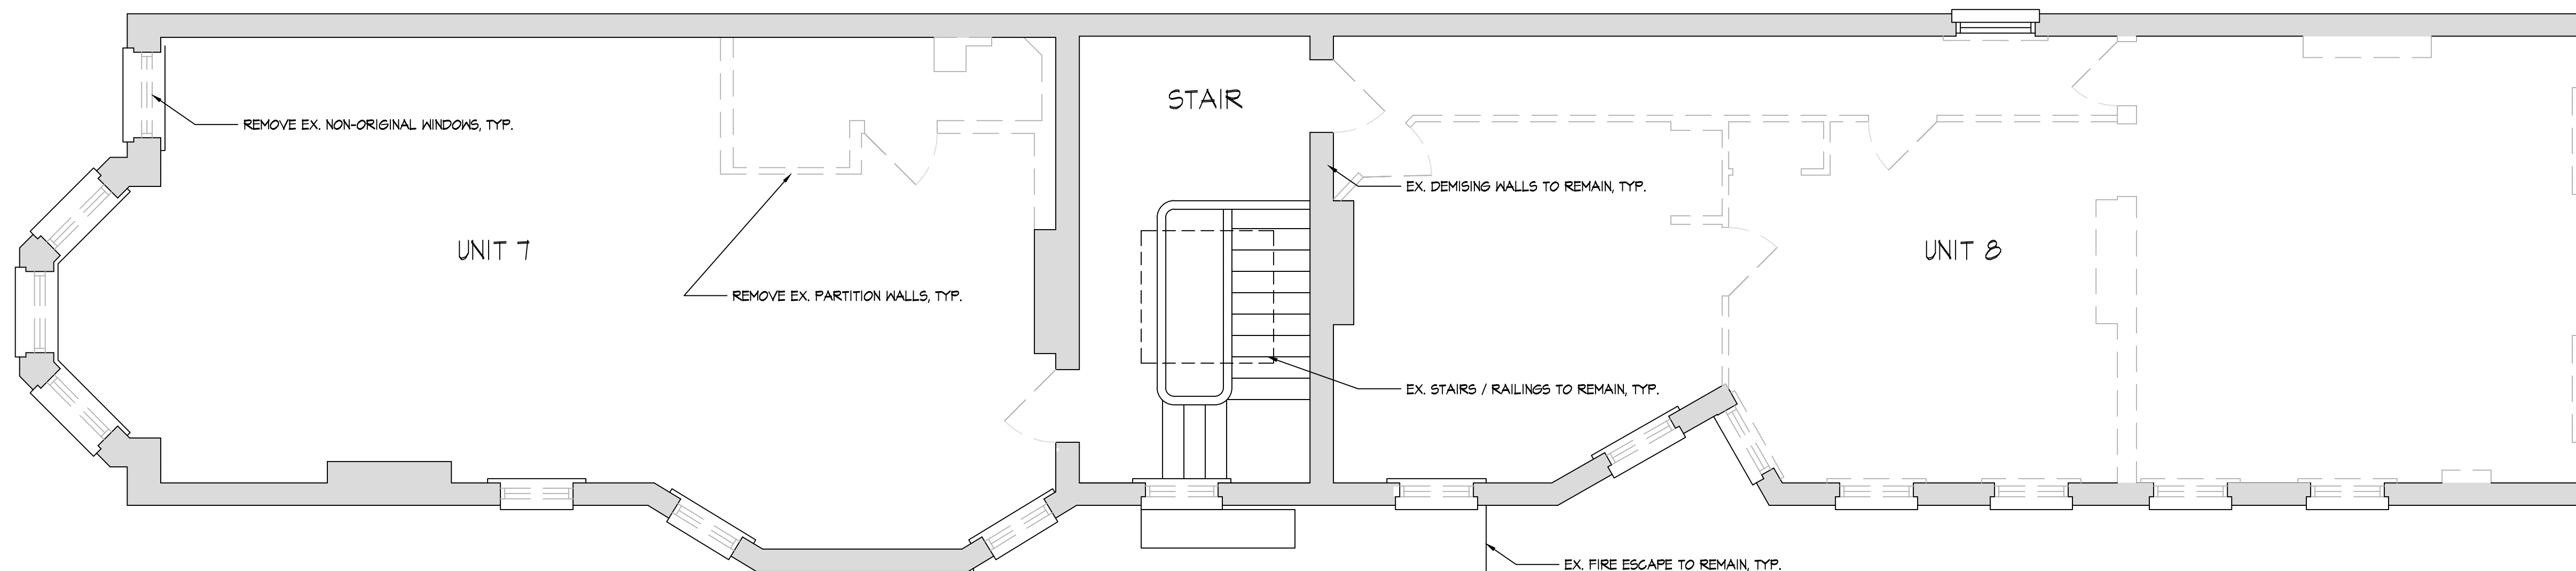 STAIR
REMOVE EX. NON-ORIGINAL WINDOWS, TYP.
EX. DEMISING WALLS TO REMAIN, TYP.
UNIT 7
UNIT 8
REMOVE EX. PARTITION WALLS, TYP.
EX. STAIRS / RAILINGS TO REMAIN, TYP.
EX. FIRE ESCAPE TO REMAIN, TYP.